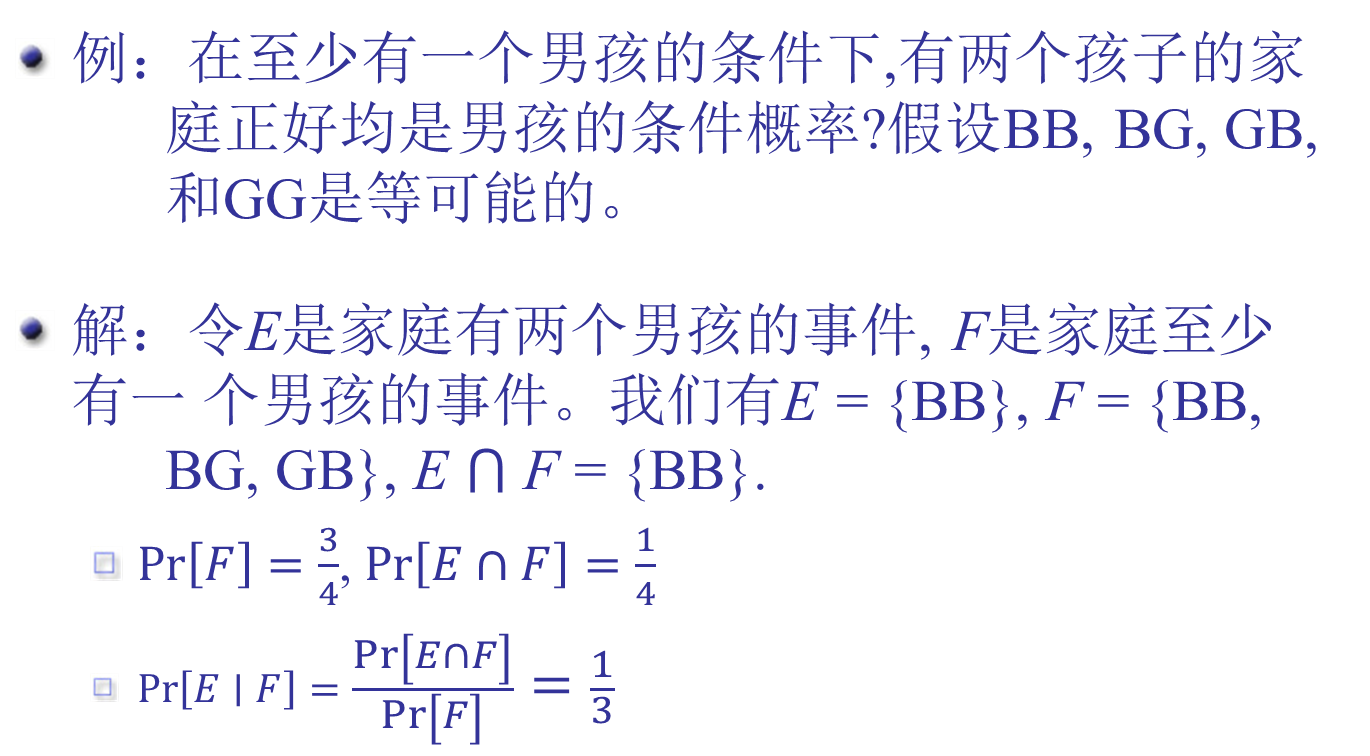 例：在至少有一个男孩的条件下,有两个孩子的家
庭正好均是男孩的条件概率?假设BB, BG, GB,
和GG是等可能的。
解：令E是家庭有两个男孩的事件, F是家庭至少
有一 个男孩的事件。我们有E = {BB}, F = {BB,
BG, GB}, E ∩ F = {BB}.
Pr[F] = 3/4, Pr[E ∩ F] = 1/4
Pr[E | F] = Pr[E∩F]/Pr[F] = 1/3